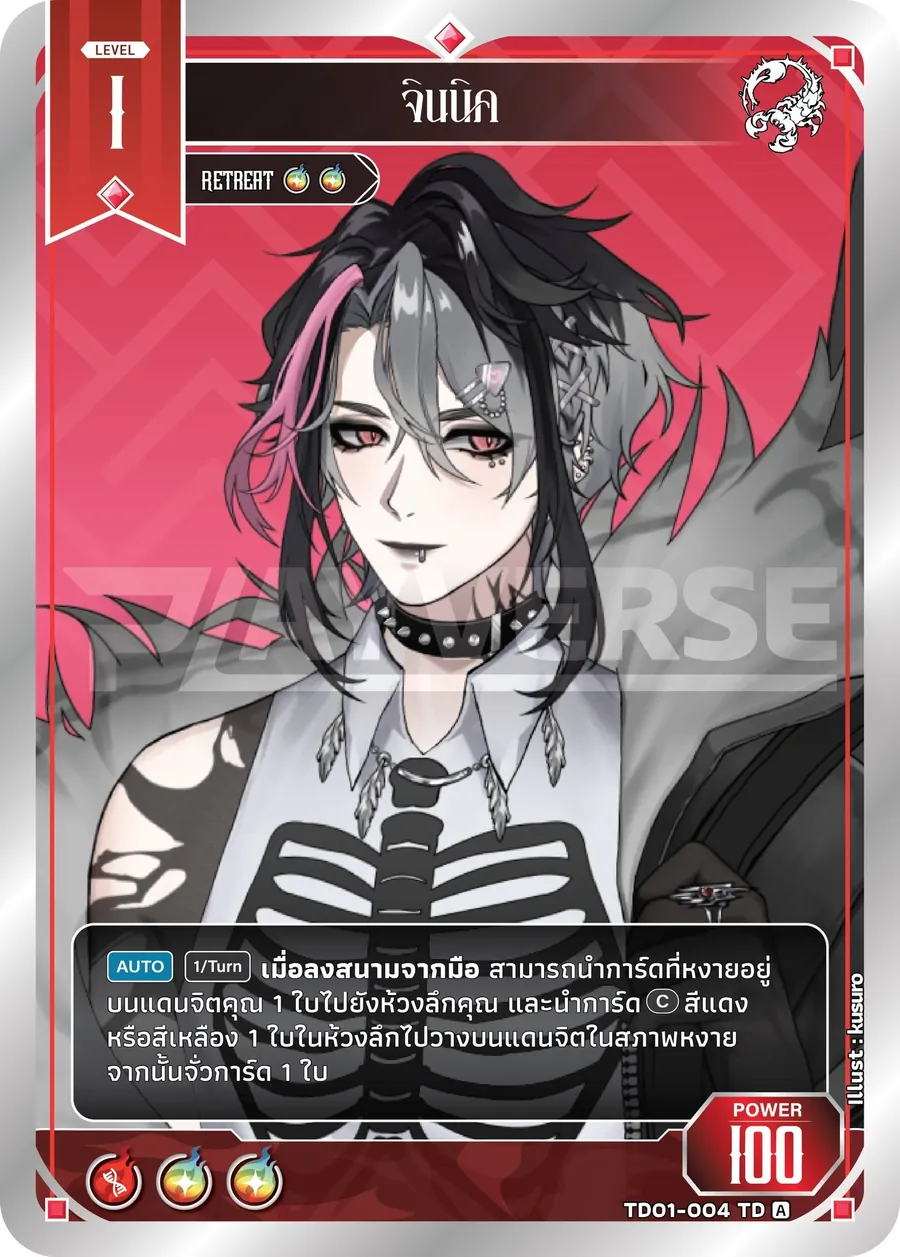 LEVEL
I
จินนิค
RETREAT
AYVERSE
AUTO 1/Turn เมื่อลงสนามจากมือ สามารถนำการ์ดที่หงายอยู่
บนแดนจิตคุณ 1 ใบไปยังห้วงลึกคุณ และนำการ์ด C สีแดง
หรือสีเหลือง 1 ใบในห้วงลึกไปวางบนแดนจิตในสภาพหงาย
จากนั้นจั่วการ์ด 1 ใบ
Illust : kusuro
POWER
100
TD01-004 TD A